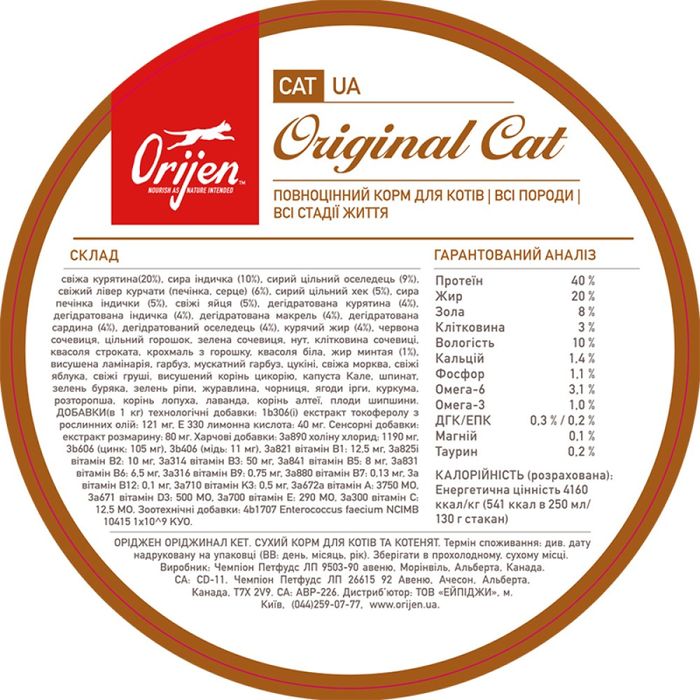 CAT UA
Orijen
NOURISH AS NATURE INTENDED
Original Cat
ПОВНОЦІННИЙ КОРМ ДЛЯ КОТІВ | ВСІ ПОРОДИ |
ВСІ СТАДІЇ ЖИТТЯ
СКЛАД
свіжа курятина(20%), сира індичка (10%), сирий цільний оселедець (9%),
свіжий лівер курчати (печінка, серце) (6%), сирий цільний хек (5%), сира
печінка індички (5%), свіжі яйця (5%), дегідратована курятина (4%),
дегідратована індичка (4%), дегідратована макрель (4%), дегідратована
сардина (4%), дегідратований оселедець (4%), курячий жир (4%), червона
сочевиця, цільний горошок, зелена сочевиця, нут, клітковина сочевиці,
квасоля строката, крохмаль з горошку, квасоля біла, жир минтая (1%),
висушена ламінарія, гарбуз, мускатний гарбуз, цукіні, свіжа морква, свіжі
яблука, свіжі груші, висушений корінь цикорію, капуста Кале, шпинат,
зелень буряка, зелень ріпи, журавлина, чорниця, ягоди ірги, куркума,
розторопша, корінь лопуха, лаванда, корінь алтеї, плоди шипшини.
ДОБАВКИ(в 1 кг) технологічні добавки: 1b306(i) екстракт токоферолу з
рослинних олій: 121 мг, Е 330 лимонна кислота: 40 мг. Сенсорні добавки:
екстракт розмарину: 80 мг. Харчові добавки: 3a890 холіну хлорид: 1190 мг,
3b606 (цинк: 105 мг), 3b406 (мідь: 11 мг), 3a821 вітамін В1: 12,5 мг, 3a825i
вітамін В2: 10 мг, 3a314 вітамін В3: 50 мг, 3a841 вітамін В5: 8 мг, 3a831
вітамін В6: 6,5 мг, 3a316 вітамін В9: 0,75 мг, 3a880 вітамін В7: 0,13 мг, 3a
вітамін В12: 0,1 мг, 3a710 вітамін К3: 0,5 мг, 3a672a вітамін А: 3750 МО,
3a671 вітамін D3: 500 МО, 3a700 вітамін Е: 290 МО, 3a300 вітамін С:
12,5 МО. Зоотехнічні добавки: 4b1707 Enterococcus faecium NCIMB
10415 1x10^9 КУО.
ГАРАНТОВАНИЙ АНАЛІЗ
Протеїн 40 %
Жир 20 %
Зола 8 %
Клітковина 3 %
Вологість 10 %
Кальцій 1,4 %
Фосфор 1,1 %
Омега-6 3,1 %
Омега-3 1,0 %
ДГК/ЕПК 0,3 % / 0,2 %
Магній 0,1 %
Таурин 0,2 %
КАЛОРІЙНІСТЬ (розрахована):
Енергетична цінність 4160
ккал/кг (541 ккал в 250 мл/
130 г стакан)
ОРІДЖЕН ОРІДЖИНАЛ КЕТ. СУХИЙ КОРМ ДЛЯ КОТІВ ТА КОТЕНЯТ. Термін споживання: див. дату
надруковану на упаковці (ВВ: день, місяць, рік). Зберігати в прохолодному, сухому місці.
Виробник: Чемпіон Петфудс ЛП 9503-90 авеню, Морінвіль, Альберта, Канада.
CA: CD-11. Чемпіон Петфудс ЛП 26615 92 Авеню, Ачесон, Альберта,
Канада, T7X 2V9. CA: ABP-226. Дистриб'ютор: ТОВ «ЕЙПІДЖИ», м.
Київ, (044)259-07-77, www.orijen.ua.